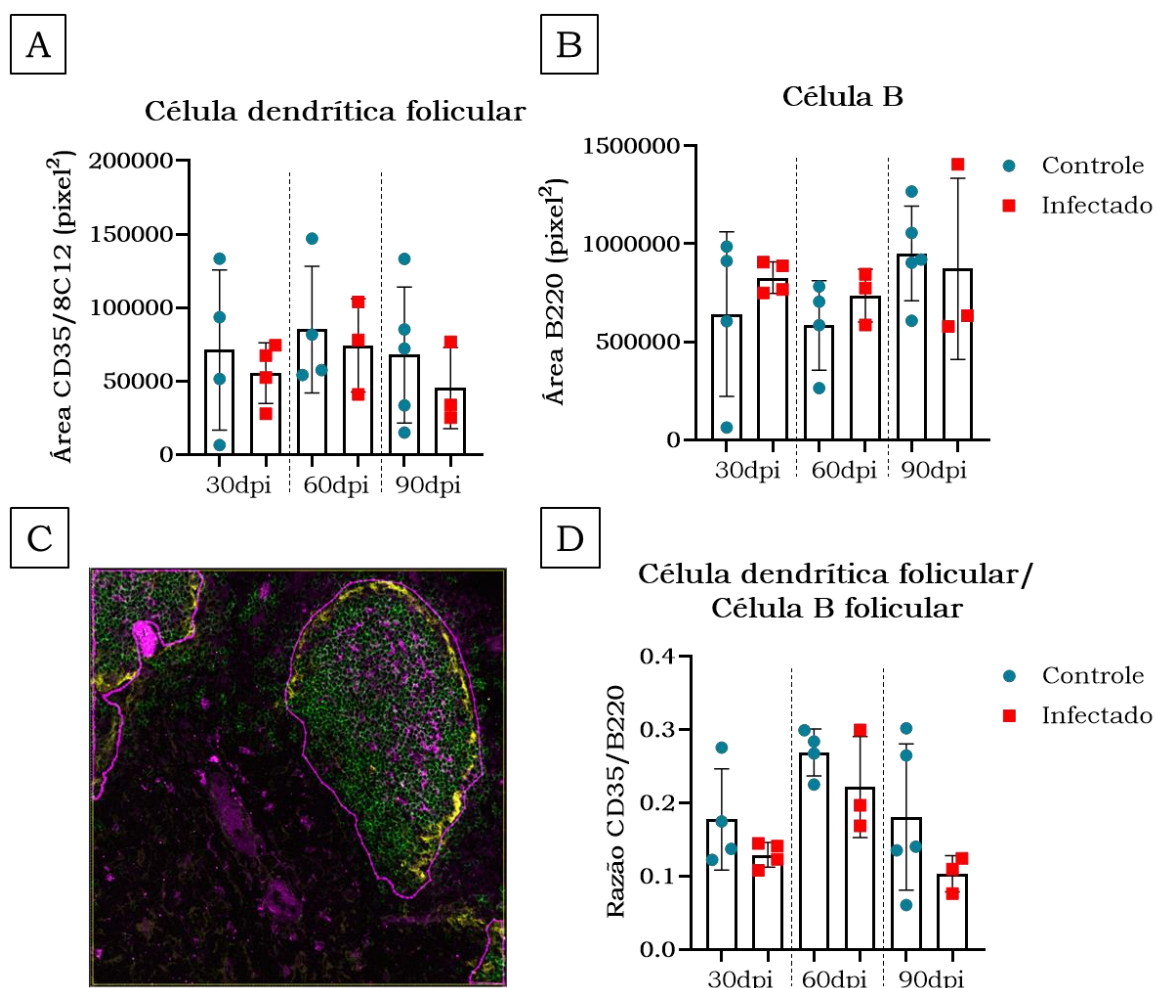 A
Célula dendrítica folicular
Área CD35/8C12 (pixel²)
200000
150000
100000
50000
0
30dpi 60dpi 90dpi
B
Célula B
Área B220 (pixel²)
1500000
1000000
500000
0
30dpi 60dpi 90dpi
Controle
Infectado
C
D
Célula dendrítica folicular/
Célula B folicular
Razão CD35/B220
0.4
0.3
0.2
0.1
0.0
30dpi 60dpi 90dpi
Controle
Infectado